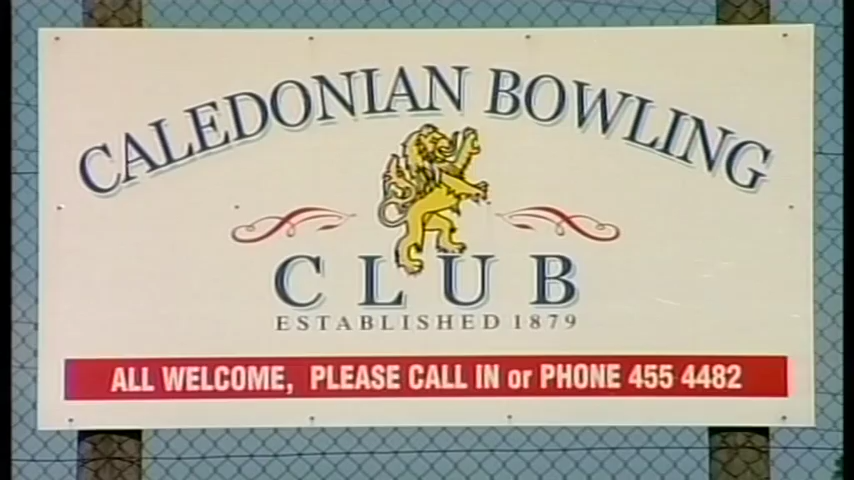 CALEDONIAN BOWLING
CLUB
ESTABLISHED 1879
ALL WELCOME, PLEASE CALL IN or PHONE 455 4482